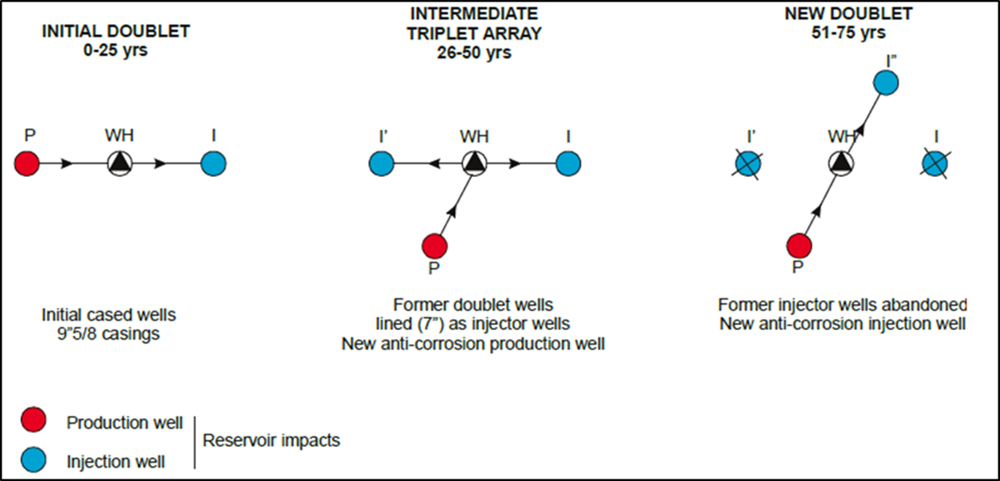 INITIAL DOUBLET
0-25 yrs
P
WH
I
Initial cased wells
9”5/8 casings
INTERMEDIATE
TRIPLET ARRAY
26-50 yrs
I’
WH
I
P
Former doublet wells
lined (7”) as injector wells
New anti-corrosion production well
NEW DOUBLET
51-75 yrs
I”
I’
WH
I
P
Former injector wells abandoned
New anti-corrosion injection well
Production well
Injection well
Reservoir impacts